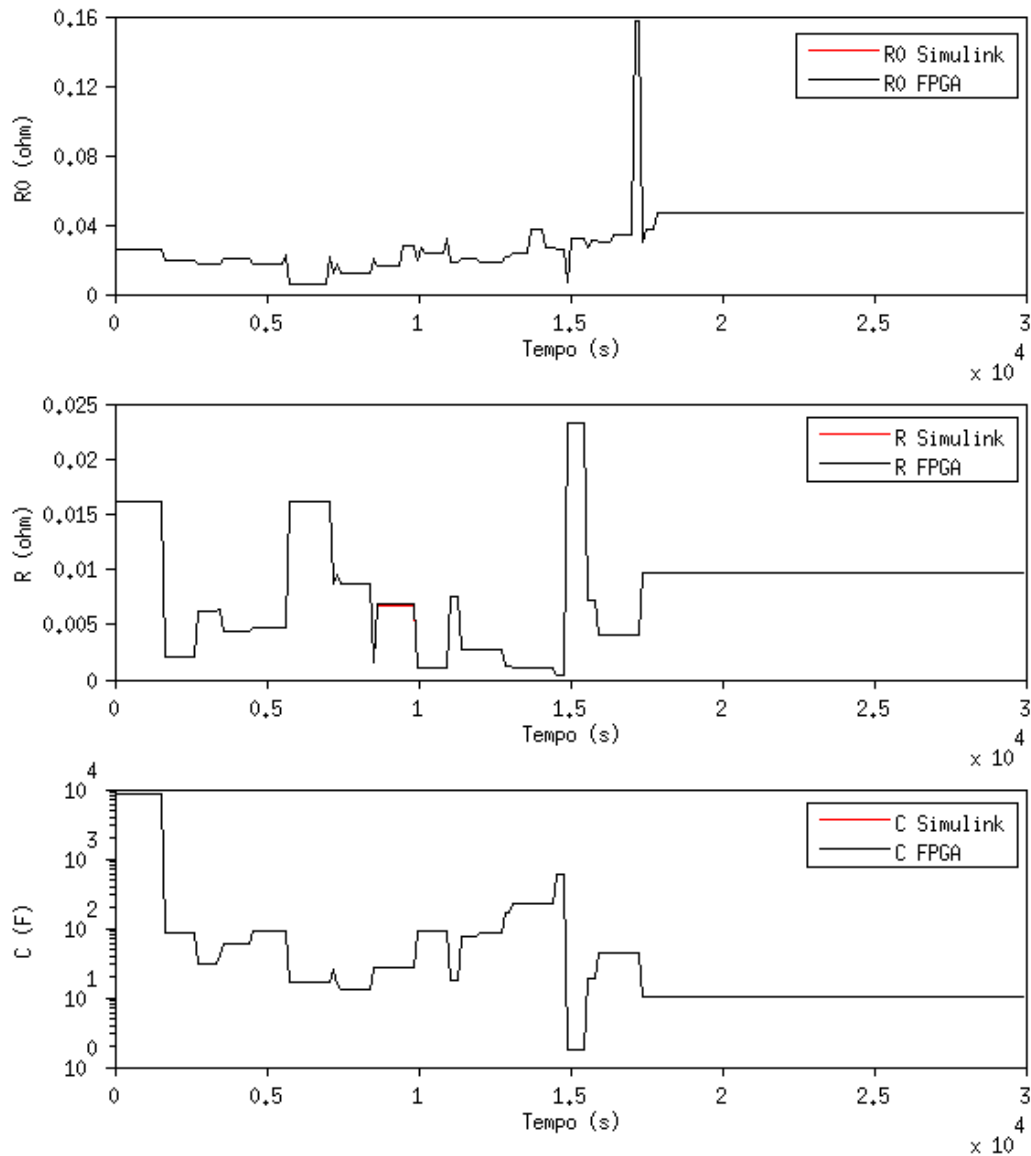 0.16
0.12
0.08
0.04
0
R0 (ohm)
R0 Simulink
R0 FPGA
0 0.5 1 1.5 2 2.5 3
Tempo (s)
x 10^4
0.025
0.02
0.015
0.01
0.005
0
R (ohm)
R Simulink
R FPGA
0 0.5 1 1.5 2 2.5 3
Tempo (s)
x 10^4
10^4
10^3
10^2
10^1
10^0
C (F)
C Simulink
C FPGA
0 0.5 1 1.5 2 2.5 3
Tempo (s)
x 10^4